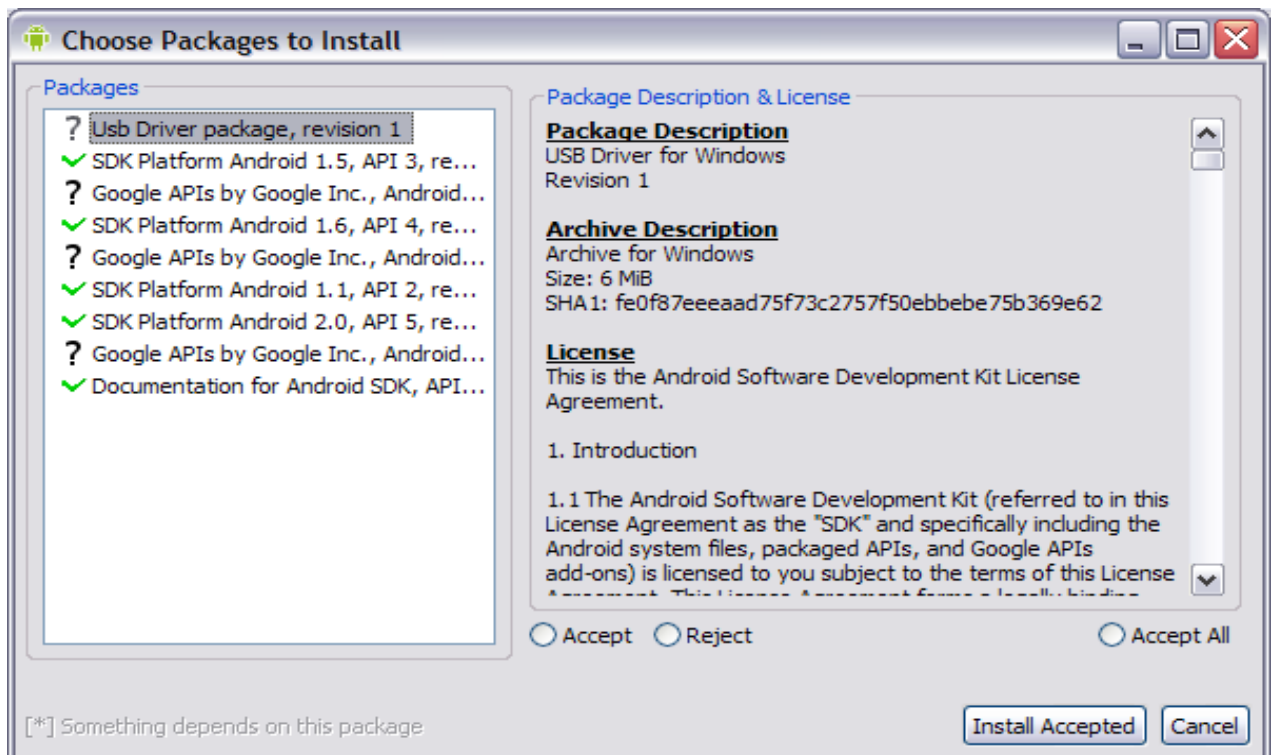 Choose Packages to Install
Packages
? Usb Driver package, revision 1
SDK Platform Android 1.5, API 3, re...
? Google APIs by Google Inc., Android...
SDK Platform Android 1.6, API 4, re...
? Google APIs by Google Inc., Android...
SDK Platform Android 1.1, API 2, re...
SDK Platform Android 2.0, API 5, re...
? Google APIs by Google Inc., Android...
Documentation for Android SDK, API...
Package Description & License
Package Description
USB Driver for Windows
Revision 1
Archive Description
Archive for Windows
Size: 6 MiB
SHA1: fe0f87eeeaad75f73c2757f50ebbebe75b369e62
License
This is the Android Software Development Kit License
Agreement.
1. Introduction
1.1 The Android Software Development Kit (referred to in this
License Agreement as the "SDK" and specifically including the
Android system files, packaged APIs, and Google APIs
add-ons) is licensed to you subject to the terms of this License
Agreement. This License Agreement forms a legally binding
Accept Reject Accept All
[*] Something depends on this package
Install Accepted Cancel